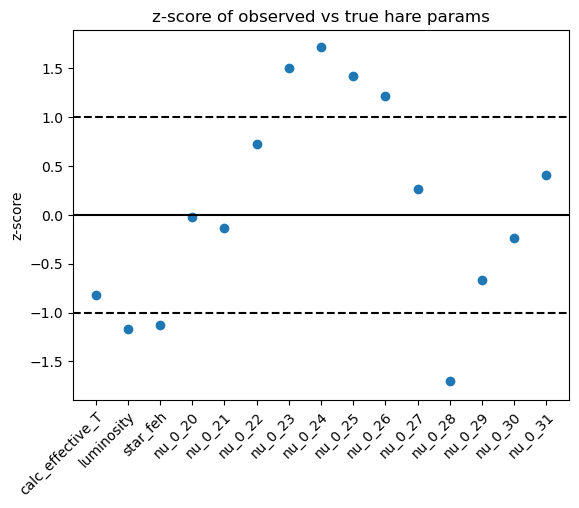 z-score of observed vs true hare params
z-score
1.5
1.0
0.5
0.0
−0.5
−1.0
−1.5
calc_effective_T
luminosity
star_feh
nu_0_20
nu_0_21
nu_0_22
nu_0_23
nu_0_24
nu_0_25
nu_0_26
nu_0_27
nu_0_28
nu_0_29
nu_0_30
nu_0_31